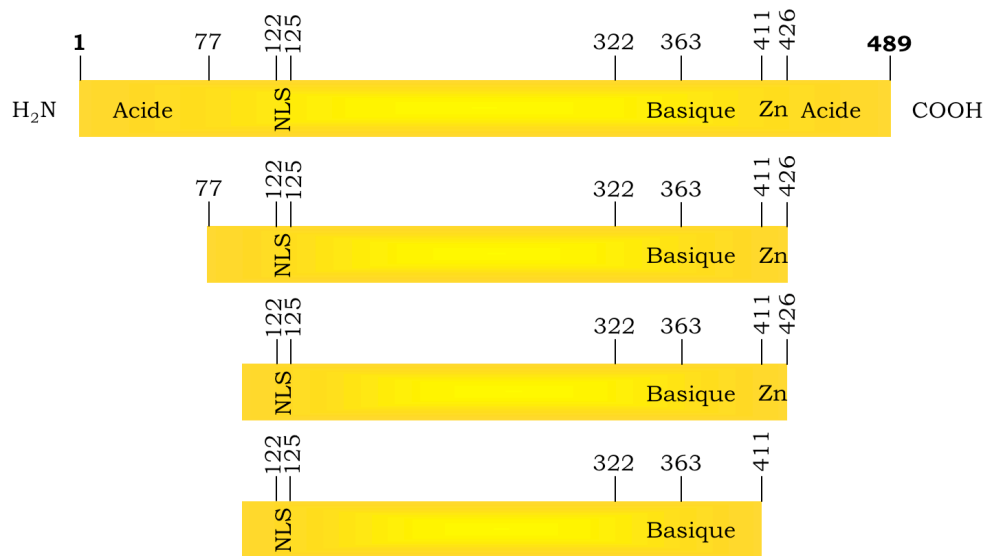 1 77 122 125 322 363 411 426 489
H₂N Acide NLS Basique Zn Acide COOH
77 122 125 322 363 411 426
NLS Basique Zn
122 125 322 363 411 426
NLS Basique Zn
122 125 322 363 411
NLS Basique